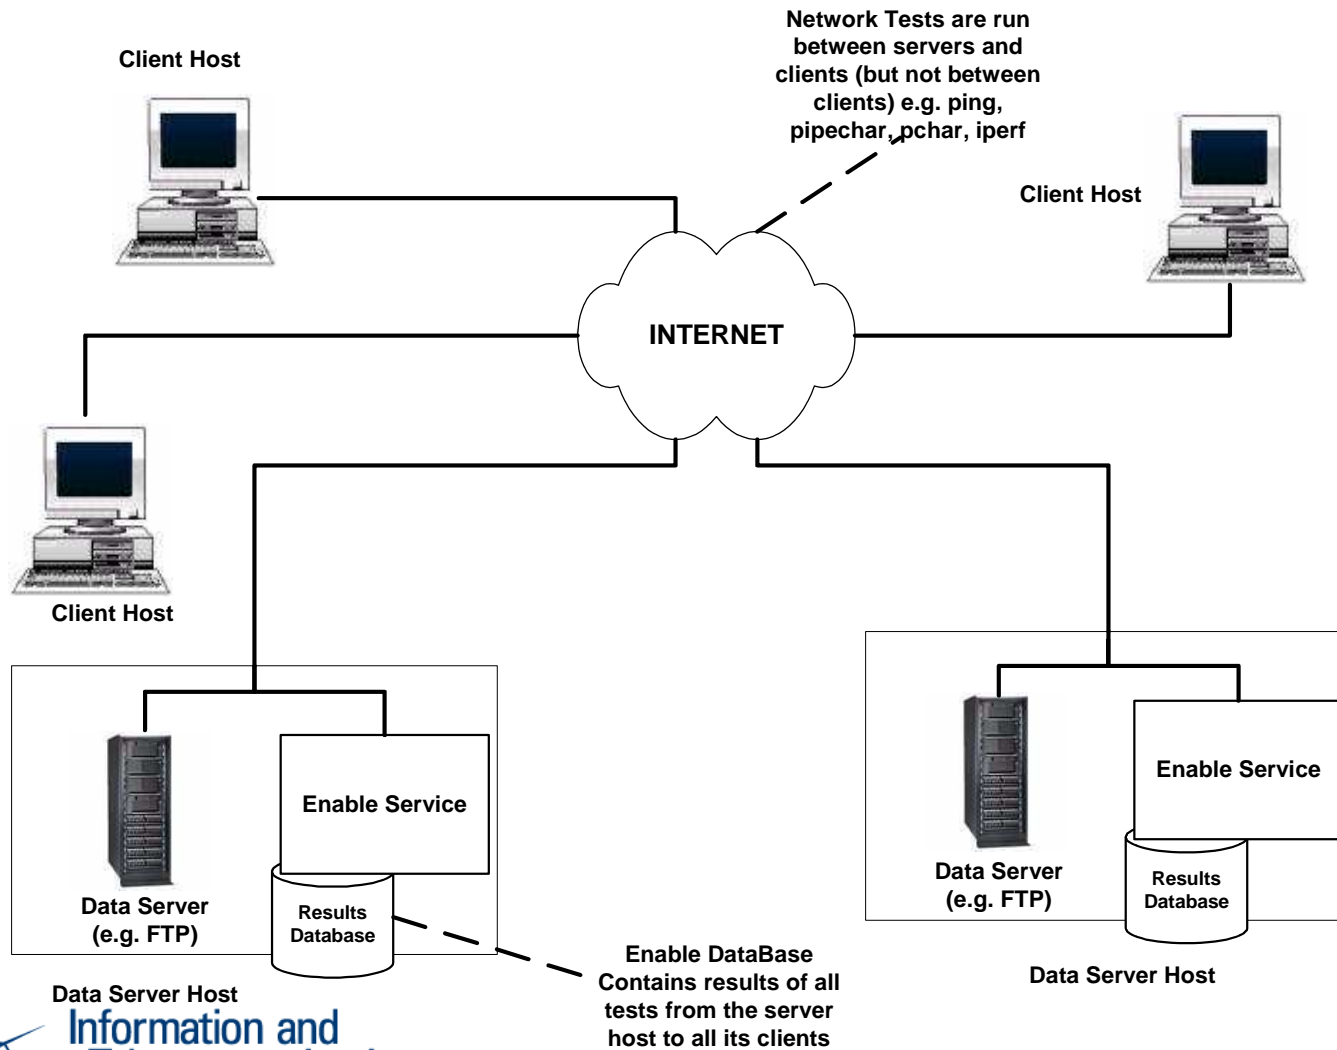 Network Tests are run
between servers and
clients (but not between
clients) e.g. ping,
pipechar, pchar, iperf
Client Host
Client Host
INTERNET
Client Host
Enable Service
Data Server
(e.g. FTP)
Results
Database
Data Server Host
Enable Service
Data Server
(e.g. FTP)
Results
Database
Data Server Host
Enable DataBase
Contains results of all
tests from the server
host to all its clients
Information and